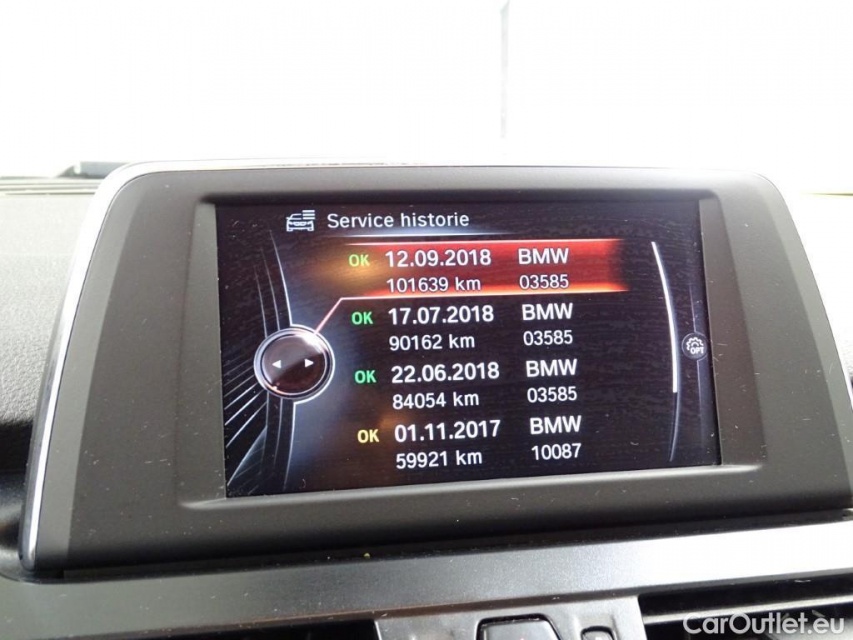 Service historie
OK 12.09.2018 BMW
101639 km 03585
OK 17.07.2018 BMW
90162 km 03585
OPT
OK 22.06.2018 BMW
84054 km 03585
OK 01.11.2017 BMW
59921 km 10087
CarOutlet.eu